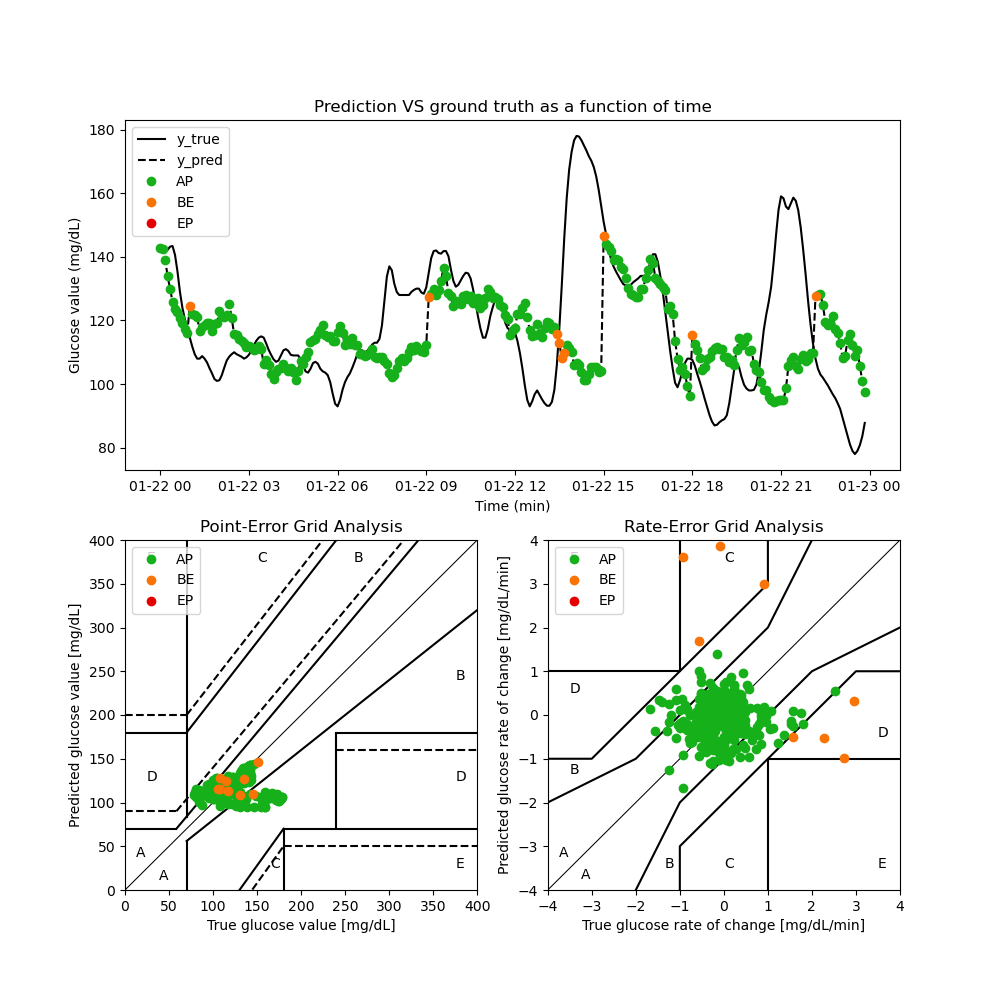 Prediction VS ground truth as a function of time
Glucose value (mg/dL)
180
160
140
120
100
80
y_true
y_pred
AP
BE
EP
01-22 00 01-22 03 01-22 06 01-22 09 01-22 12 01-22 15 01-22 18 01-22 21 01-23 00
Time (min)
Point-Error Grid Analysis
Predicted glucose value [mg/dL]
400
350
300
250
200
150
100
50
0
AP
BE
EP
C
B
B
D
D
A
A
C
E
0 50 100 150 200 250 300 350 400
True glucose value [mg/dL]
Rate-Error Grid Analysis
Predicted glucose rate of change [mg/dL/min]
4
3
2
1
0
−1
−2
−3
−4
AP
BE
EP
C
D
D
B
A
A
B
C
E
−4 −3 −2 −1 0 1 2 3 4
True glucose rate of change [mg/dL/min]